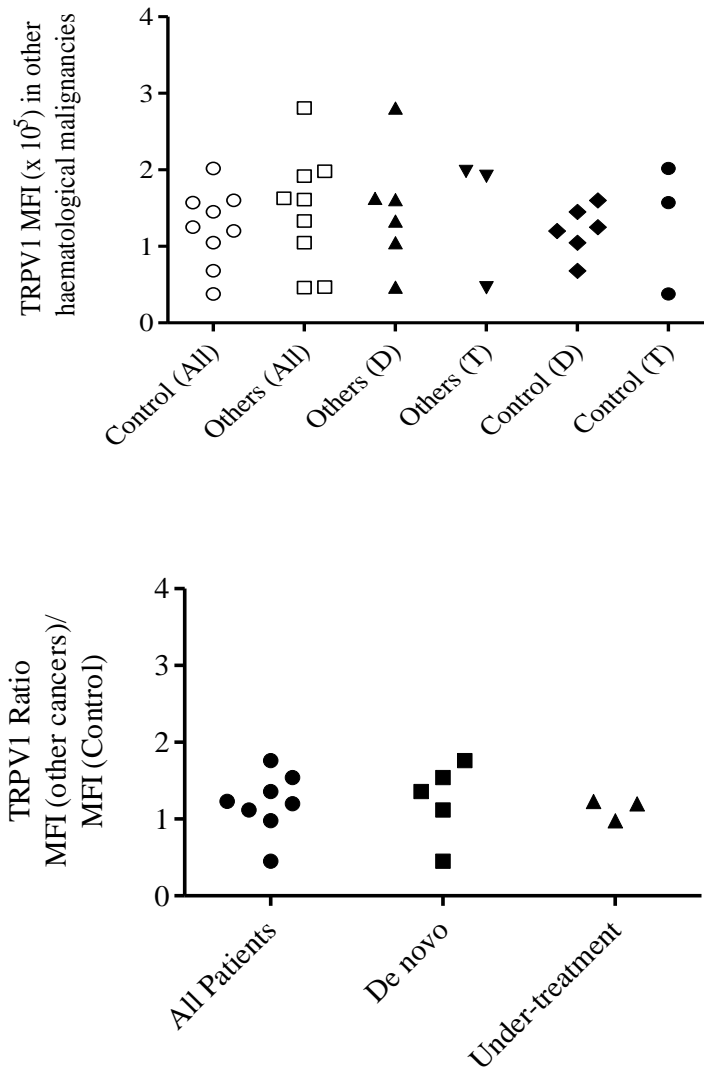 TRPV1 MFI (x 10⁵) in other
haematological malignancies
4
3
2
1
0
Control (All)
Others (All)
Others (D)
Others (T)
Control (D)
Control (T)
TRPV1 Ratio
MFI (other cancers)/
MFI (Control)
4
3
2
1
0
All Patients
De novo
Under-treatment